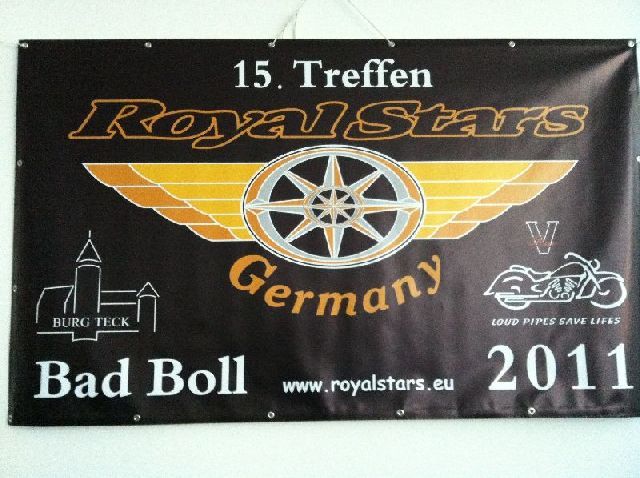 15. Treffen
Royal Stars
Germany
V
BURG TECK
LOUD PIPES SAVE LIFES
Bad Boll
www.royalstars.eu
2011